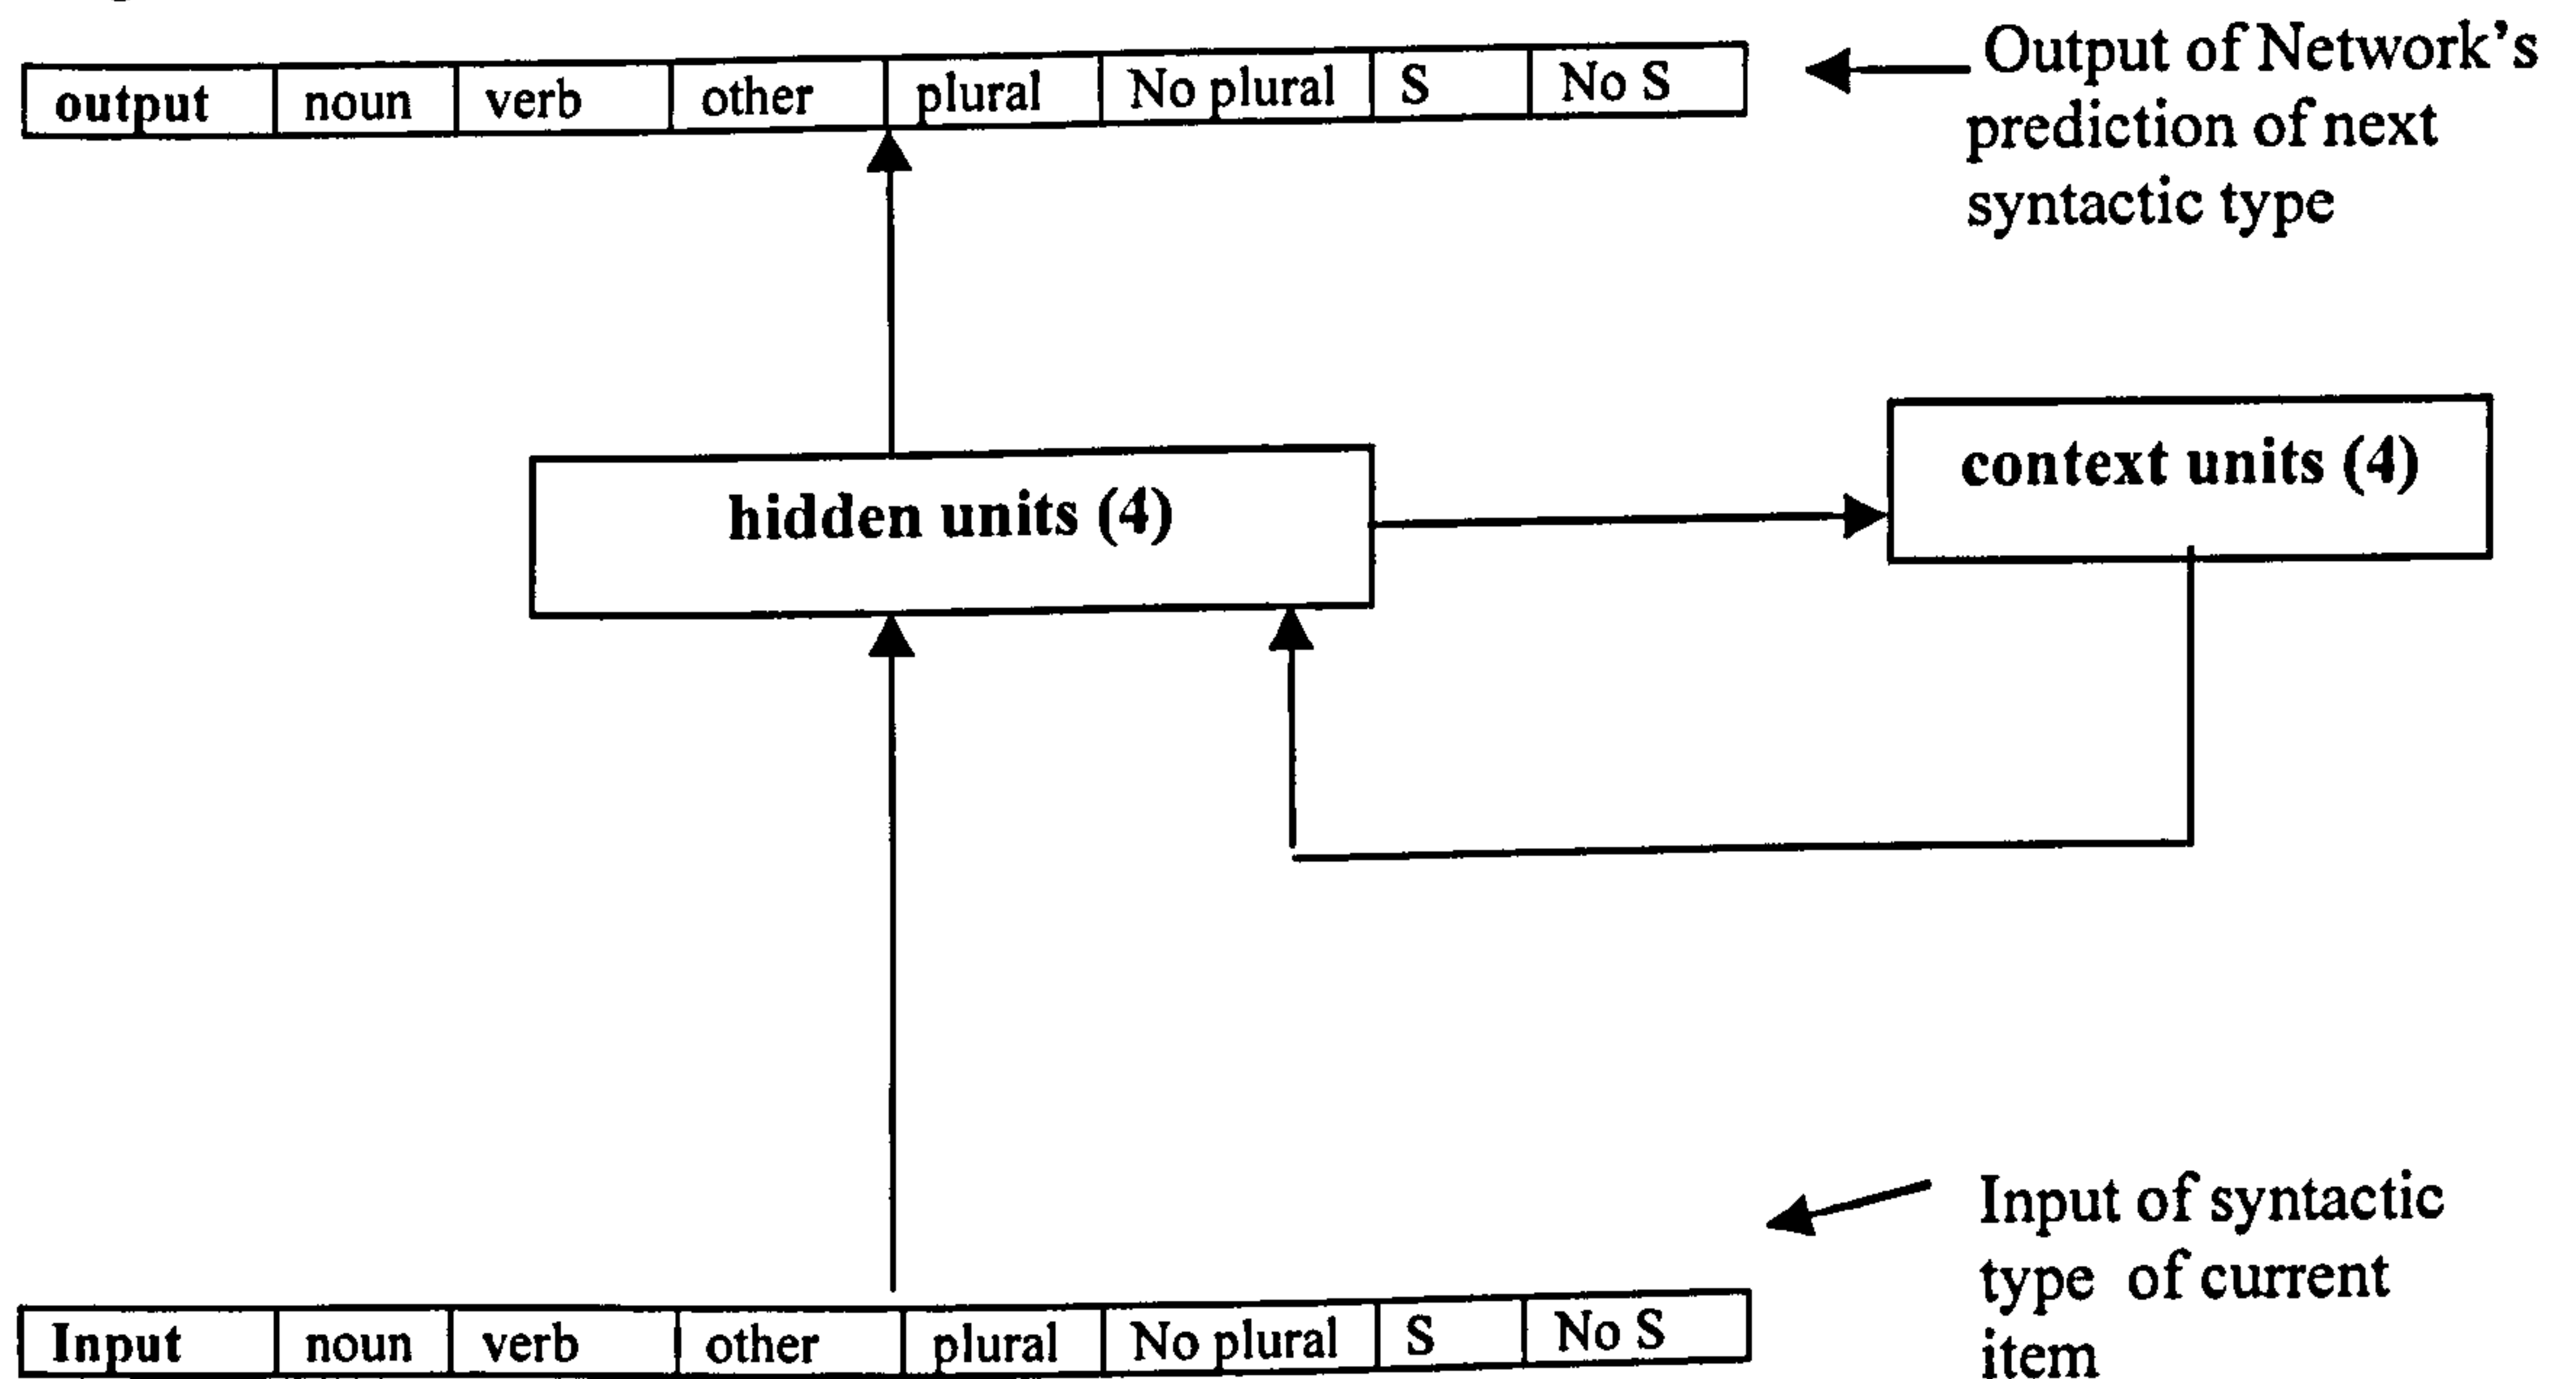 output noun verb other plural No plural S No S
Output of Network's
prediction of next
syntactic type
hidden units (4)
context units (4)
Input of syntactic
type of current
item
Input noun verb other plural No plural S No S